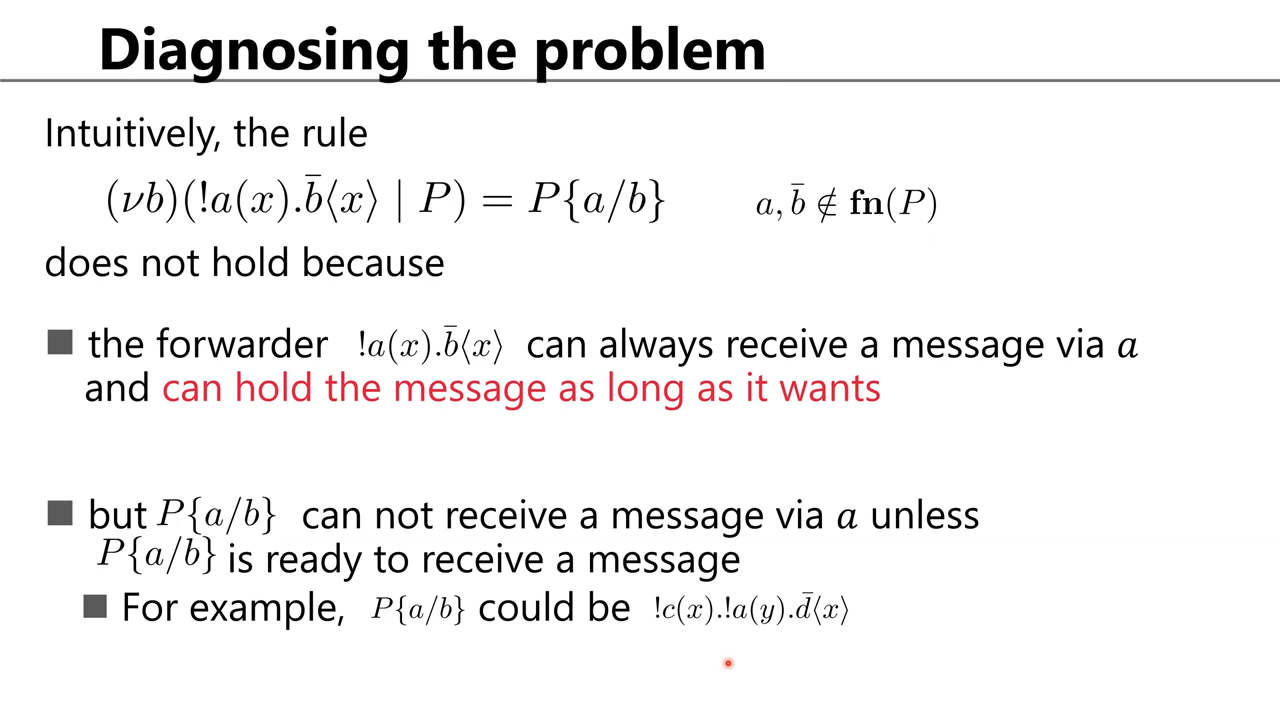 Diagnosing the problem
Intuitively, the rule
(νb)(!a(x).b̄⟨x⟩ | P) = P{a/b}    a, b̄ ∉ fn(P)
does not hold because
■ the forwarder !a(x).b̄⟨x⟩ can always receive a message via a
and can hold the message as long as it wants
■ but P{a/b} can not receive a message via a unless
P{a/b} is ready to receive a message
■ For example, P{a/b} could be !c(x).!a(y).d̄⟨x⟩